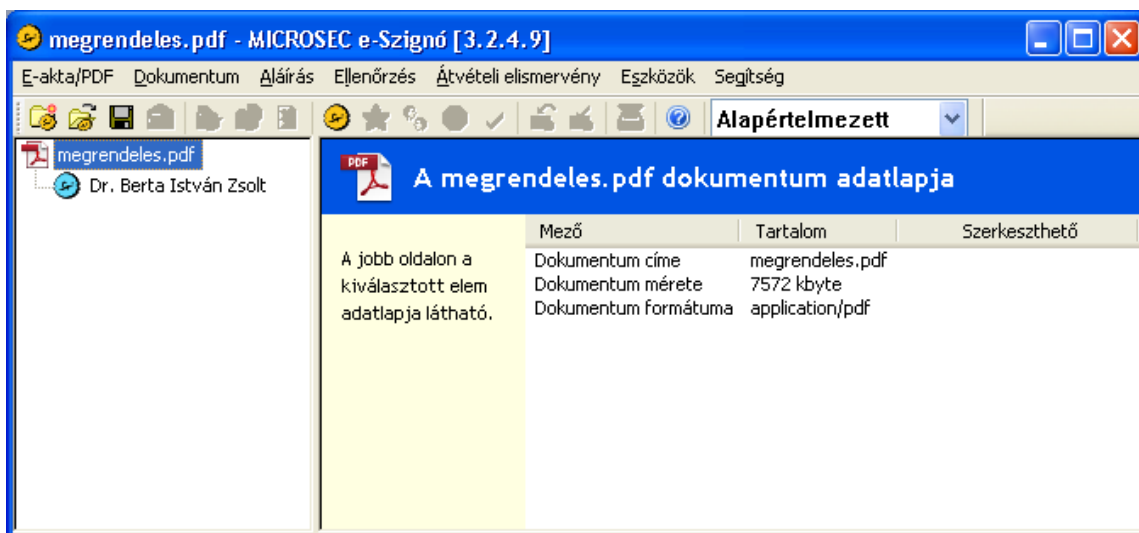 megrendeles.pdf - MICROSEC e-Szignó [3.2.4.9]
E-akta/PDF Dokumentum Aláírás Ellenőrzés Átvételi elismervény Eszközök Segítség
Alapértelmezett
megrendeles.pdf
Dr. Berta István Zsolt
PDF
A megrendeles.pdf dokumentum adatlapja
A jobb oldalon a
kiválasztott elem
adatlapja látható.
Mező Tartalom Szerkeszthető
Dokumentum címe megrendeles.pdf
Dokumentum mérete 7572 kbyte
Dokumentum formátuma application/pdf